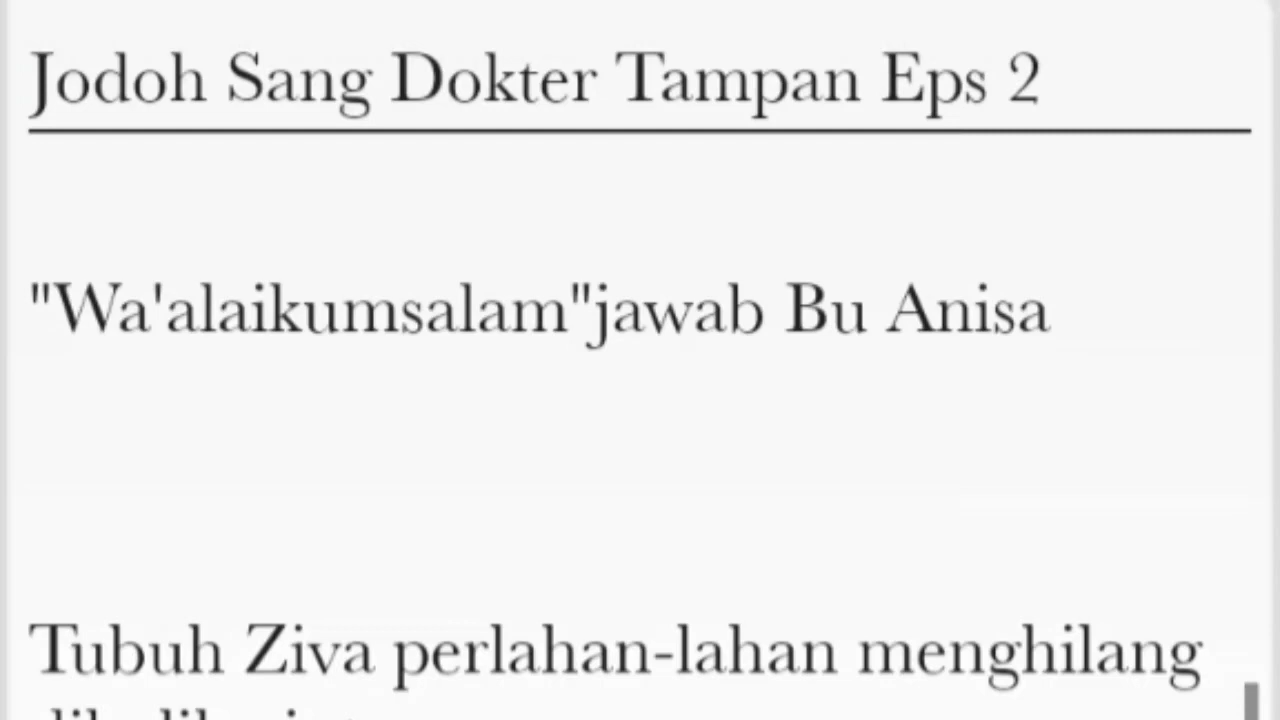 Jodoh Sang Dokter Tampan Eps 2
"Wa'alaikumsalam"jawab Bu Anisa
Tubuh Ziva perlahan-lahan menghilang